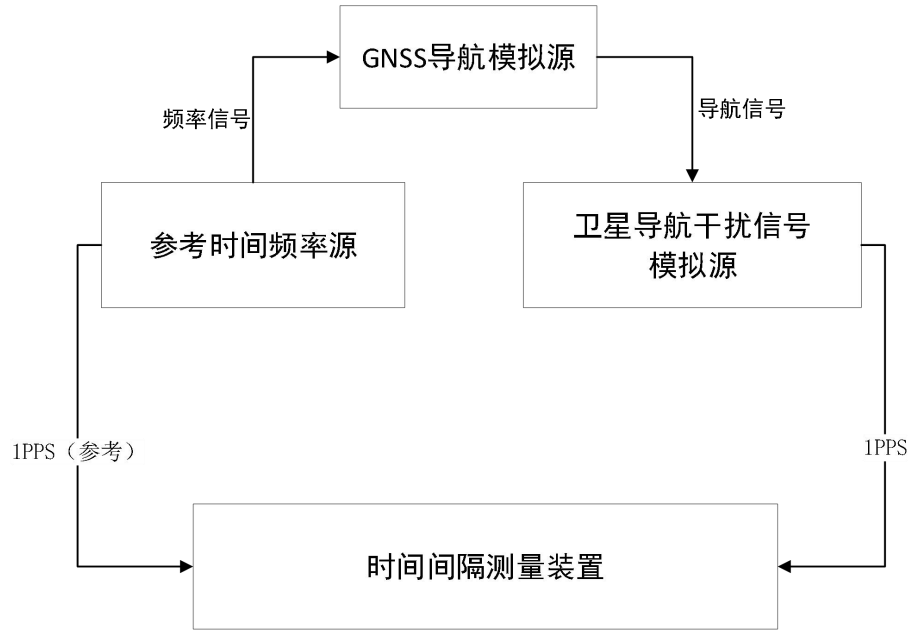 GNSS导航模拟源
频率信号
导航信号
参考时间频率源
卫星导航干扰信号
模拟源
1PPS（参考）
1PPS
时间间隔测量装置